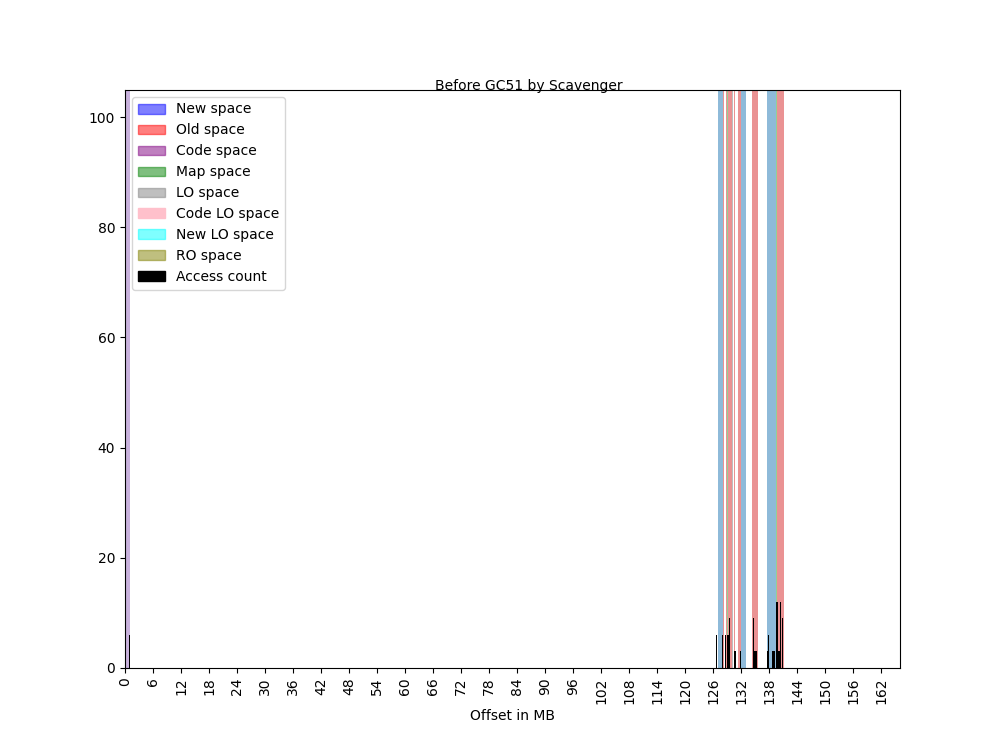 Before GC51 by Scavenger
New space
Old space
Code space
Map space
LO space
Code LO space
New LO space
RO space
Access count
100
80
60
40
20
0
0 6 12 18 24 30 36 42 48 54 60 66 72 78 84 90 96 102 108 114 120 126 132 138 144 150 156 162
Offset in MB